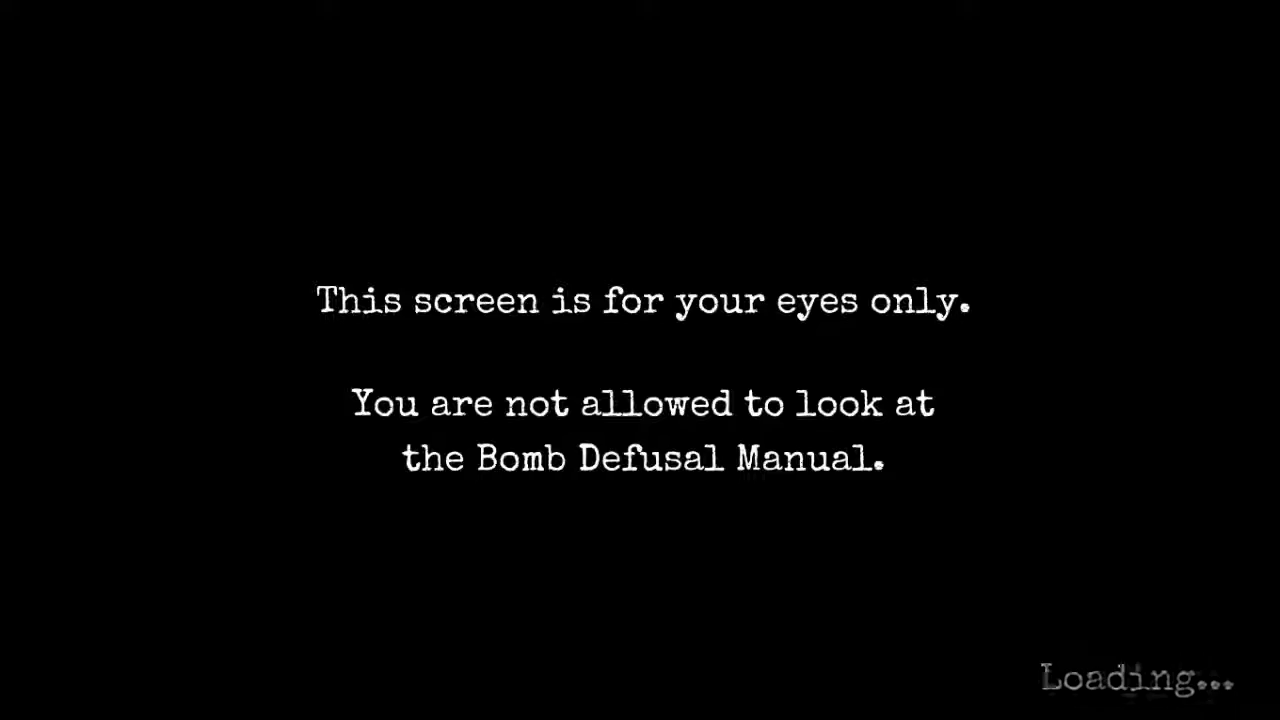 This screen is for your eyes only.
You are not allowed to look at
the Bomb Defusal Manual.
Loading...